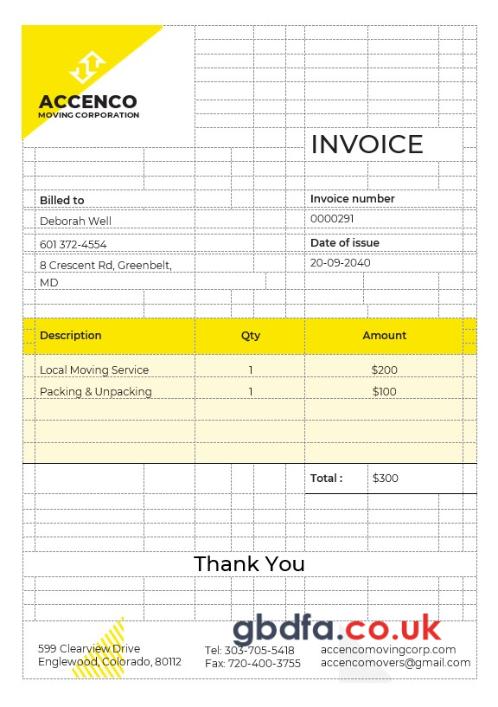 ACCENCO
MOVING CORPORATION
INVOICE
Billed to
Invoice number
Deborah Well
0000291
601 372-4554
Date of issue
8 Crescent Rd, Greenbelt,
MD
20-09-2040
Description Qty Amount
Local Moving Service 1 $200
Packing & Unpacking 1 $100
Total : $300
Thank You
gbdfa.co.uk
599 Clearview Drive
Englewood, Colorado, 80112
Tel: 303-705-5418
Fax: 720-400-3755
accencomovingcorp.com
accencomovers@gmail.com